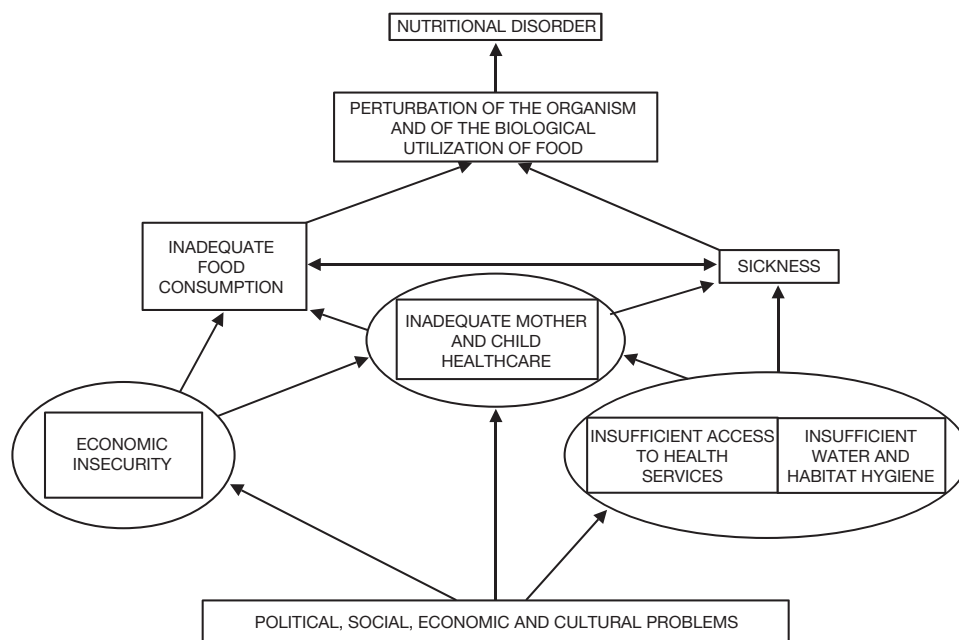 NUTRITIONAL DISORDER
PERTURBATION OF THE ORGANISM
AND OF THE BIOLOGICAL
UTILIZATION OF FOOD
INADEQUATE
FOOD
CONSUMPTION
SICKNESS
INADEQUATE MOTHER
AND CHILD
HEALTHCARE
ECONOMIC
INSECURITY
INSUFFICIENT ACCESS
TO HEALTH
SERVICES
INSUFFICIENT
WATER AND
HABITAT HYGIENE
POLITICAL, SOCIAL, ECONOMIC AND CULTURAL PROBLEMS